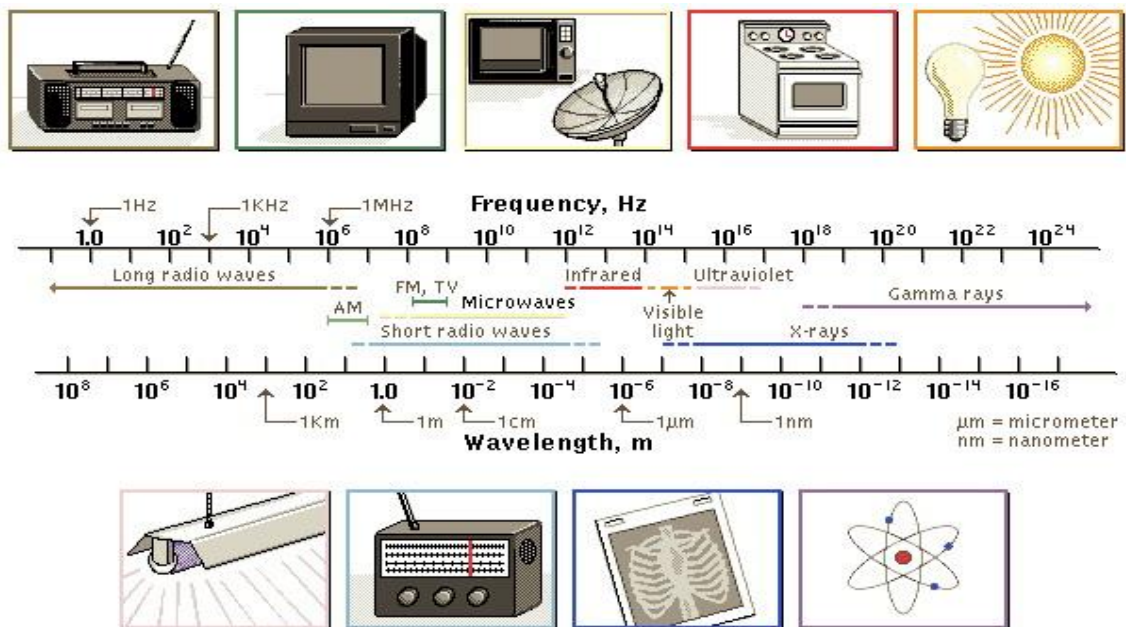 1Hz 1KHz 1MHz Frequency, Hz
1.0 10² 10⁴ 10⁶ 10⁸ 10¹⁰ 10¹² 10¹⁴ 10¹⁶ 10¹⁸ 10²⁰ 10²² 10²⁴
Long radio waves Infrared Ultraviolet
FM, TV
Gamma rays
AM Microwaves Visible
Short radio waves light X-rays
10⁸ 10⁶ 10⁴ 10² 1.0 10⁻² 10⁻⁴ 10⁻⁶ 10⁻⁸ 10⁻¹⁰ 10⁻¹² 10⁻¹⁴ 10⁻¹⁶
1Km 1m 1cm 1µm 1nm µm = micrometer
Wavelength, m nm = nanometer